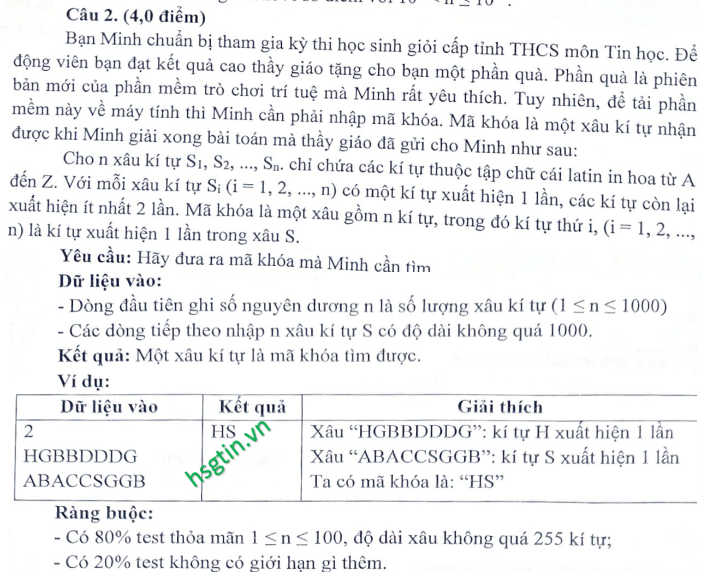 Câu 2. (4,0 điểm)
Bạn Minh chuẩn bị tham gia kỳ thi học sinh giỏi cấp tỉnh THCS môn Tin học. Để
động viên bạn đạt kết quả cao thầy giáo tặng cho bạn một phần quà. Phần quà là phiên
bản mới của phần mềm trò chơi trí tuệ mà Minh rất yêu thích. Tuy nhiên, để tải phần
mềm này về máy tính thì Minh cần phải nhập mã khóa. Mã khóa là một xâu kí tự nhận
được khi Minh giải xong bài toán mà thầy giáo đã gửi cho Minh như sau:
Cho n xâu kí tự S₁, S₂, ..., Sₙ. chỉ chứa các kí tự thuộc tập chữ cái latin in hoa từ A
đến Z. Với mỗi xâu kí tự Sᵢ (i = 1, 2, ..., n) có một kí tự xuất hiện 1 lần, các kí tự còn lại
xuất hiện ít nhất 2 lần. Mã khóa là một xâu gồm n kí tự, trong đó kí tự thứ i, (i = 1, 2, ...,
n) là kí tự xuất hiện 1 lần trong xâu S.
Yêu cầu: Hãy đưa ra mã khóa mà Minh cần tìm
Dữ liệu vào:
- Dòng đầu tiên ghi số nguyên dương n là số lượng xâu kí tự (1 ≤ n ≤ 1000)
- Các dòng tiếp theo nhập n xâu kí tự S có độ dài không quá 1000.
Kết quả: Một xâu kí tự là mã khóa tìm được.
Ví dụ:
Dữ liệu vào Kết quả Giải thích
2 HS Xâu “HGBBDDDG”: kí tự H xuất hiện 1 lần
HGBBDDDG Xâu “ABACCSGGB”: kí tự S xuất hiện 1 lần
ABACCSGGB Ta có mã khóa là: “HS”
hsgtin.vn
Ràng buộc:
- Có 80% test thỏa mãn 1 ≤ n ≤ 100, độ dài xâu không quá 255 kí tự;
- Có 20% test không có giới hạn gì thêm.